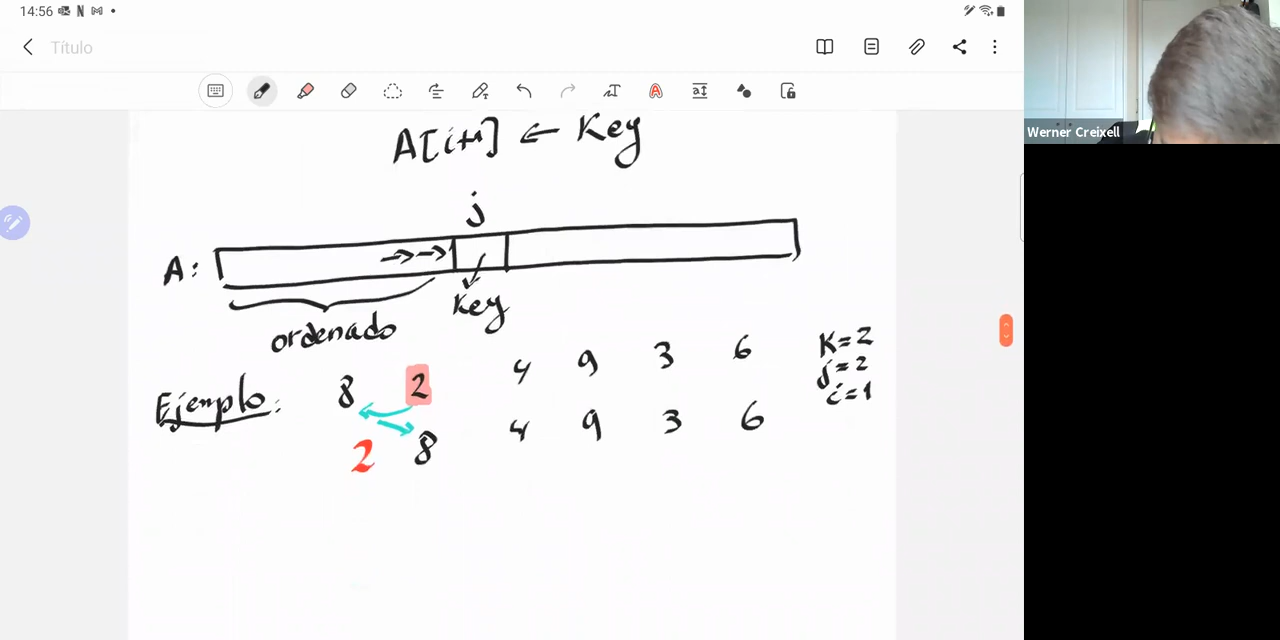 14:56
Título
A[i+1] ← Key
j
A:
Key
ordenado
Ejemplo: 8 2 4 9 3 6
K=2
j=2
i=1
2 8 4 9 3 6
Werner Creixell